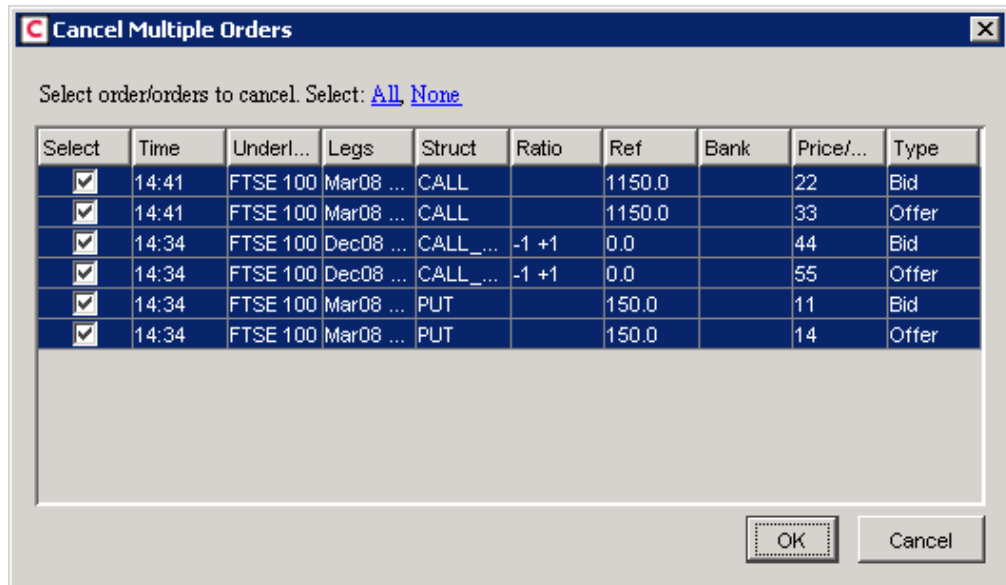 C Cancel Multiple Orders
Select order/orders to cancel. Select: All, None
Select Time Underl... Legs Struct Ratio Ref Bank Price/... Type
14:41 FTSE 100 Mar08 ... CALL 1150.0 22 Bid
14:41 FTSE 100 Mar08 ... CALL 1150.0 33 Offer
14:34 FTSE 100 Dec08 ... CALL_... -1 +1 0.0 44 Bid
14:34 FTSE 100 Dec08 ... CALL_... -1 +1 0.0 55 Offer
14:34 FTSE 100 Mar08 ... PUT 150.0 11 Bid
14:34 FTSE 100 Mar08 ... PUT 150.0 14 Offer
OK Cancel